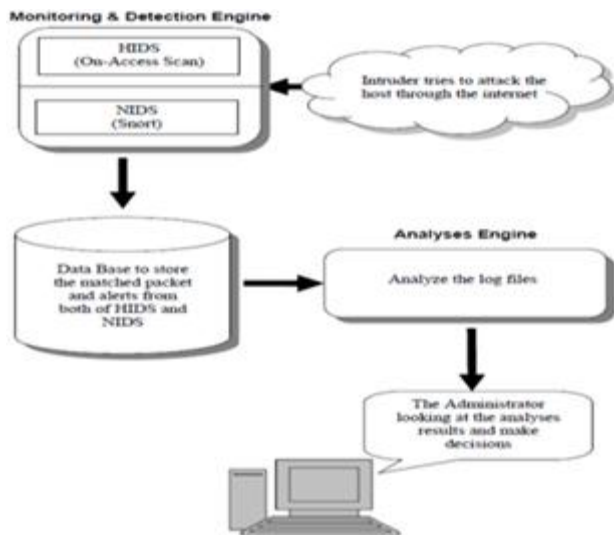 Monitoring & Detection Engine
HIDS
(On-Access Scan)
NIDS
(Snort)
Intruder tries to attack the
host through the internet
Data Base to store
the matched packet
and alerts from
both of HIDS and
NIDS
Analyses Engine
Analyze the log files
The Administrator
looking at the analyses
results and make
decisions